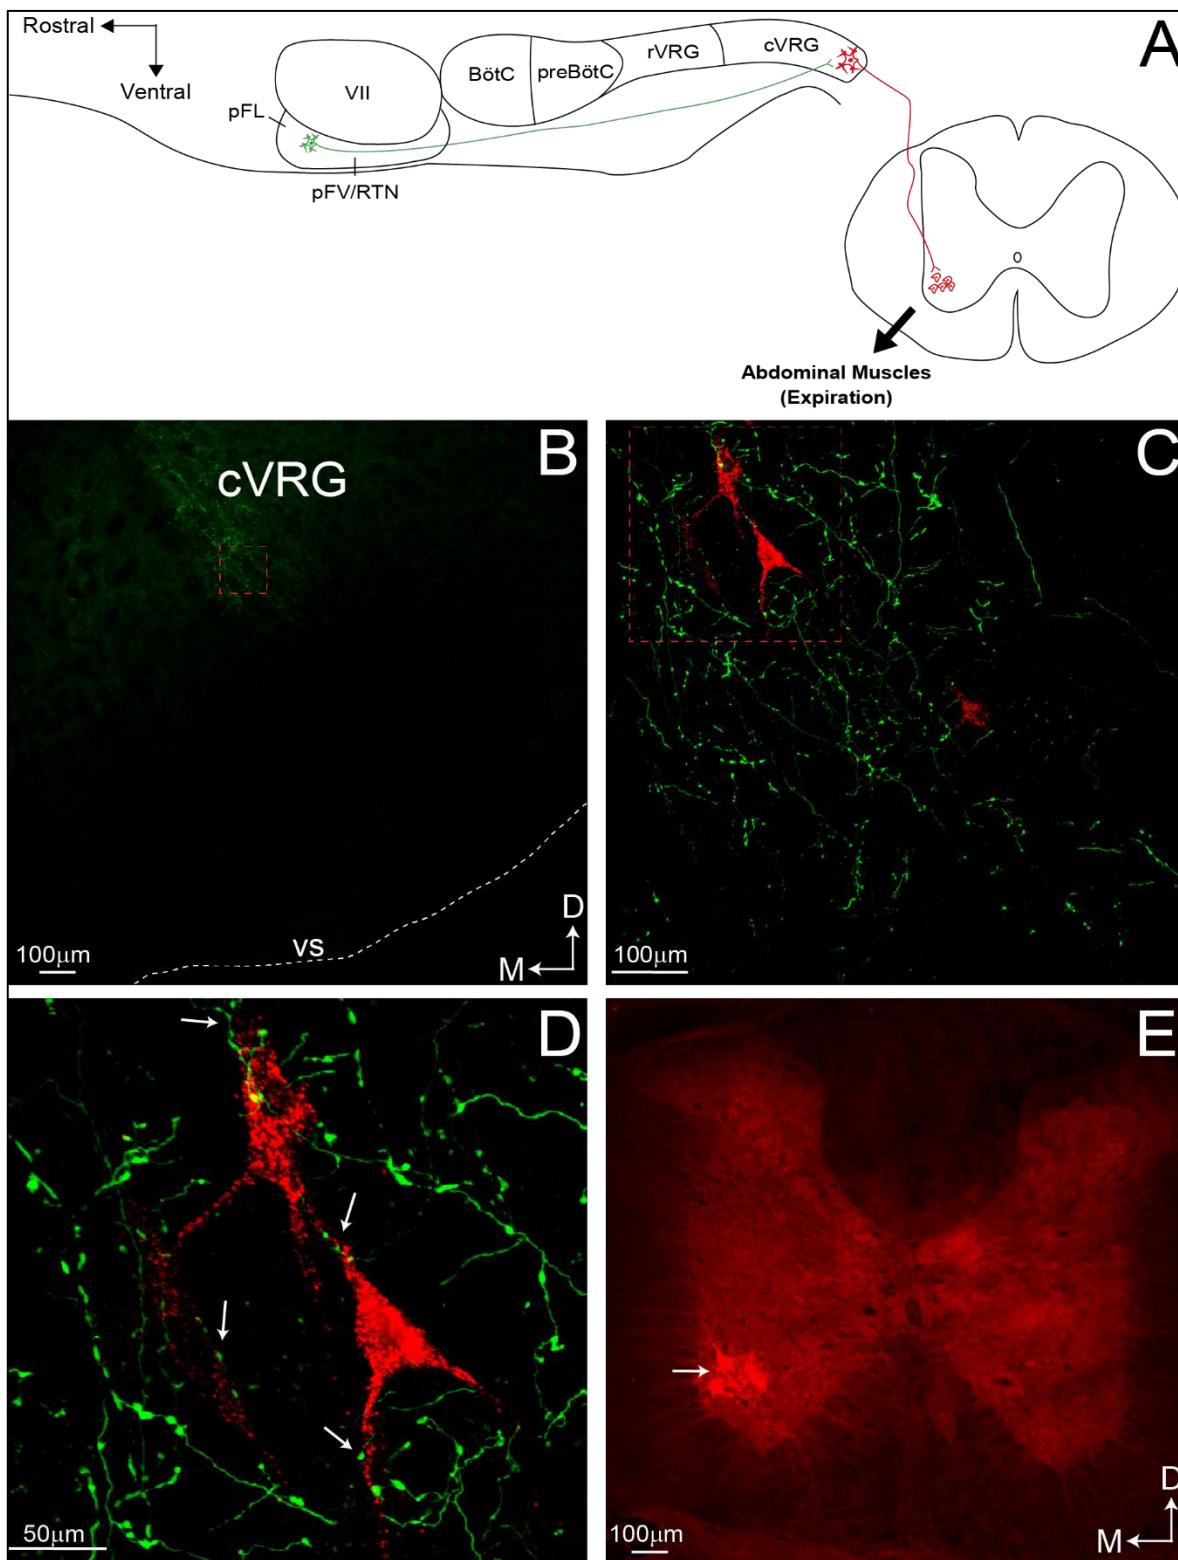 Rostral
Ventral
A
VII
BötC
preBötC
rVRG
cVRG
pFL
pFV/RTN
Abdominal Muscles
(Expiration)
B
cVRG
100µm
vs
D
M
C
100µm
D
50µm
E
100µm
D
M